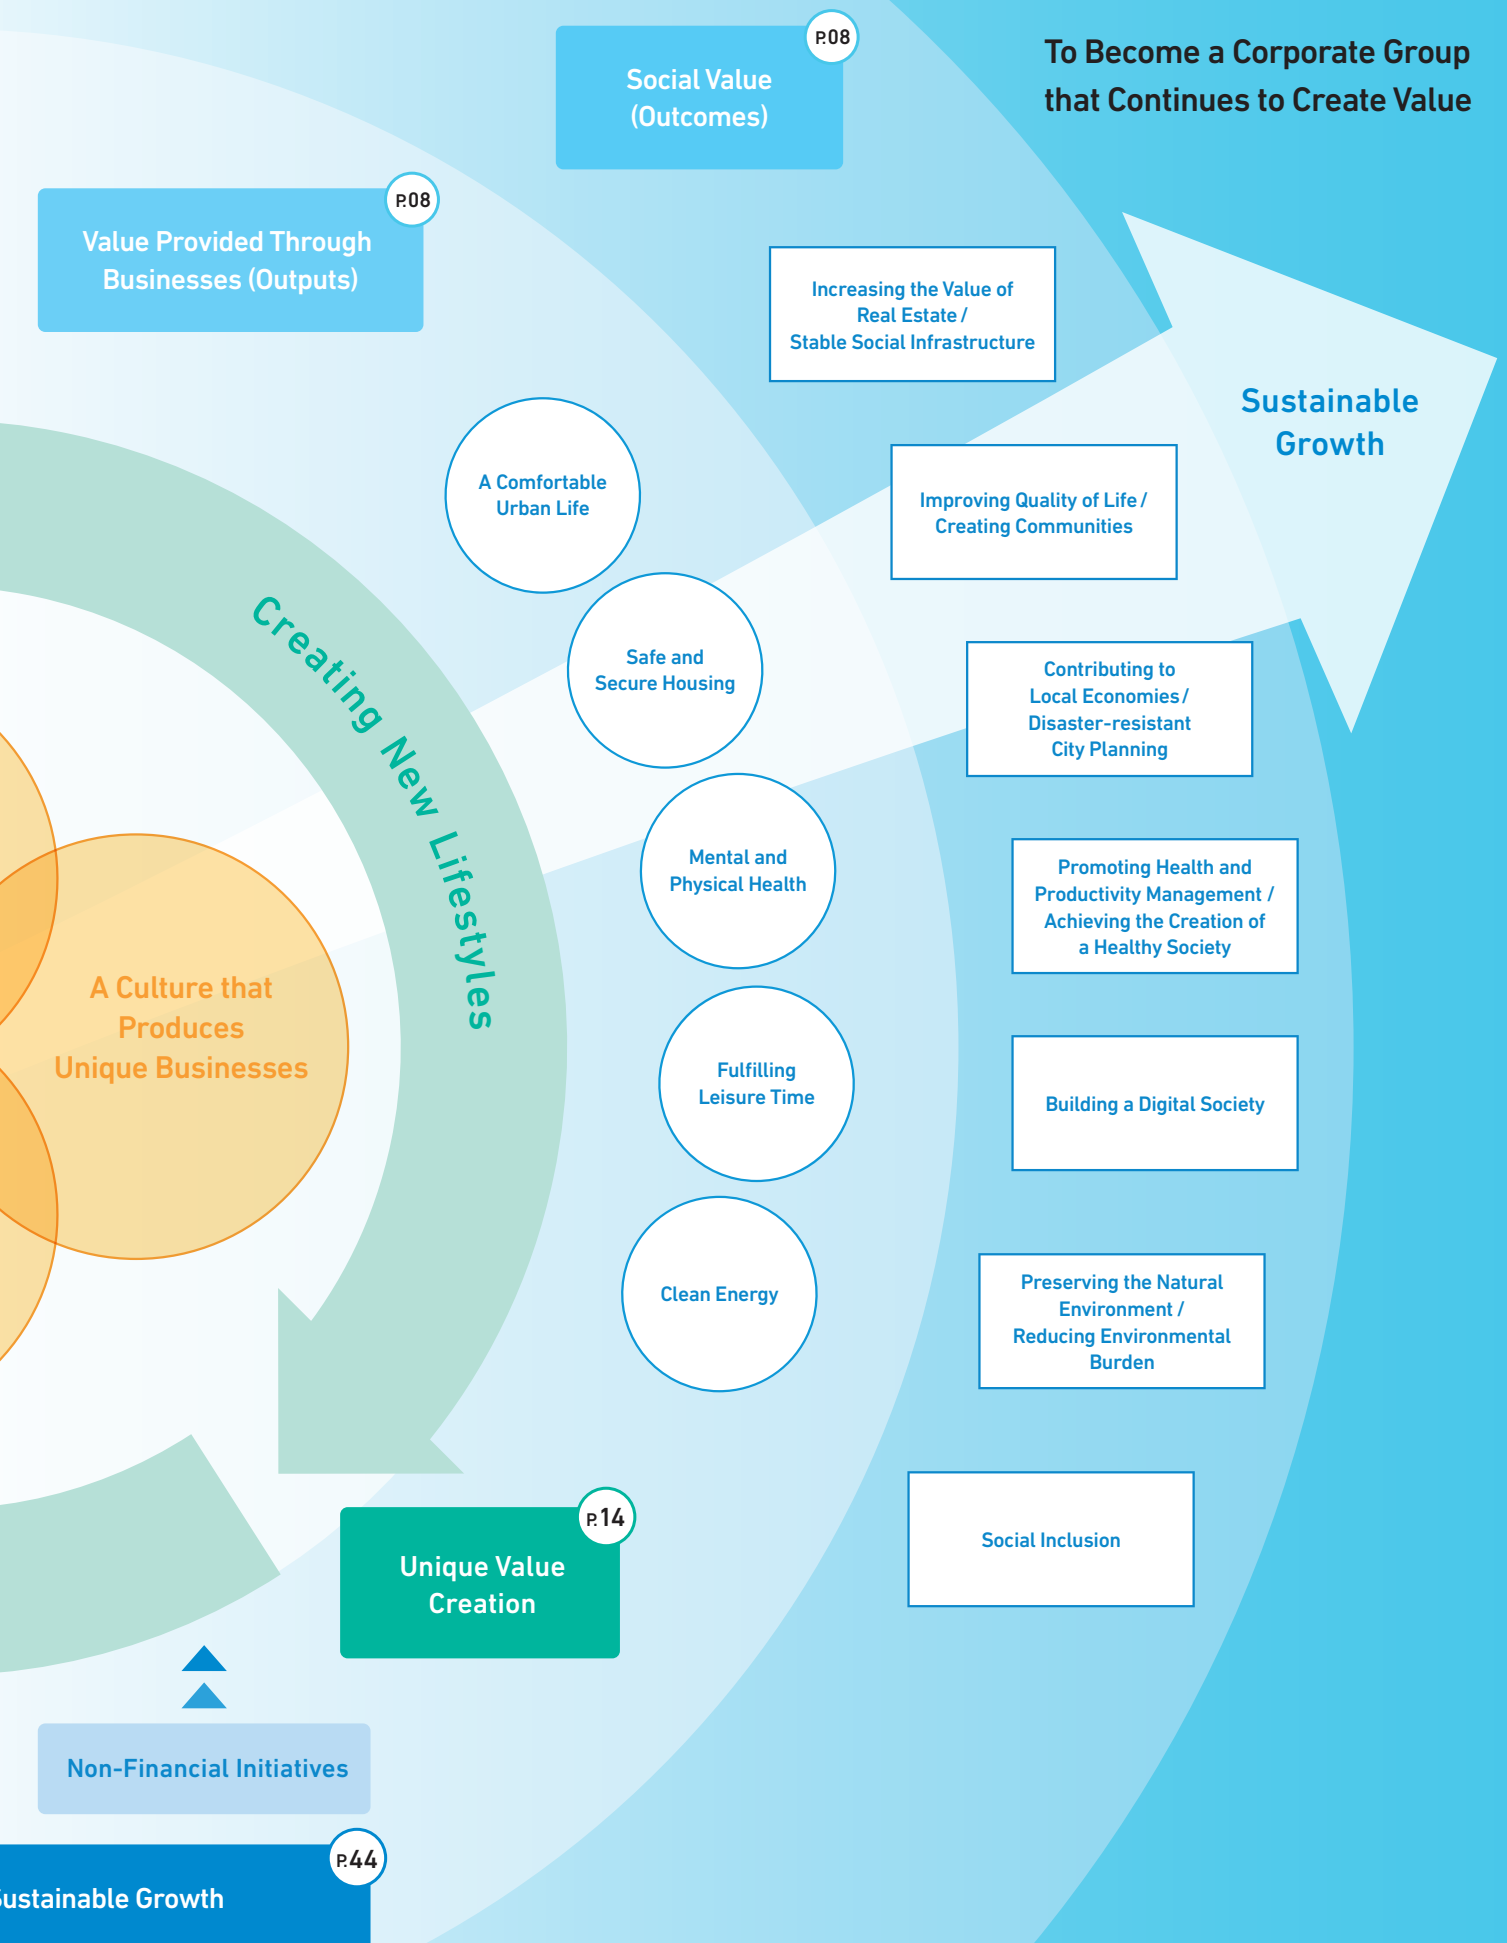 To Become a Corporate Group
that Continues to Create Value
P.08
Social Value
(Outcomes)
P.08
Value Provided Through
Businesses (Outputs)
Increasing the Value of
Real Estate /
Stable Social Infrastructure
Sustainable
Growth
A Comfortable
Urban Life
Improving Quality of Life /
Creating Communities
Safe and
Secure Housing
Contributing to
Local Economies /
Disaster-resistant
City Planning
Creating New Lifestyles
Mental and
Physical Health
Promoting Health and
Productivity Management /
Achieving the Creation of
a Healthy Society
A Culture that
Produces
Unique Businesses
Fulfilling
Leisure Time
Building a Digital Society
Clean Energy
Preserving the Natural
Environment /
Reducing Environmental
Burden
P.14
Unique Value
Creation
Social Inclusion
Non-Financial Initiatives
P.44
Sustainable Growth